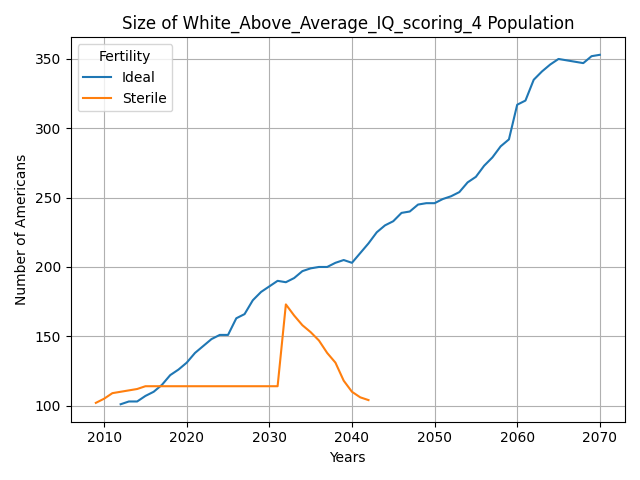 Size of White_Above_Average_IQ_scoring_4 Population
Fertility
Ideal
Sterile
350
300
250
200
150
100
Number of Americans
2010 2020 2030 2040 2050 2060 2070
Years